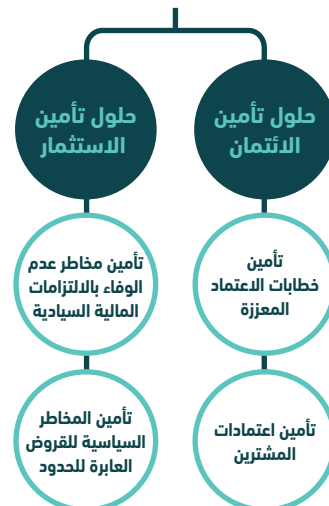 حلول تأمين
الائتمان
تأمين
خطابات الاعتماد
المعززة
تأمين اعتمادات
المشترين
حلول تأمين
الاستثمار
تأمين مخاطر عدم
الوفاء بالالتزامات
المالية السيادية
تأمين المخاطر
السياسية للقروض
العابرة للحدود